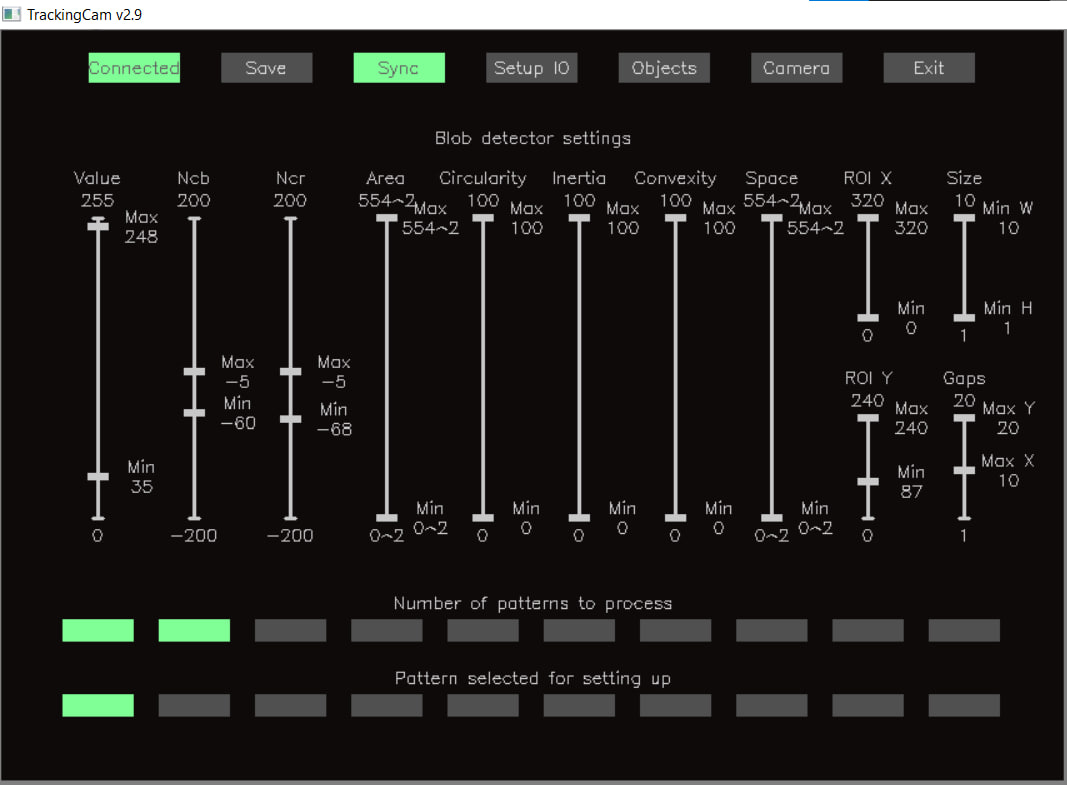 TrackingCam v2.9
Connected Save Sync Setup IO Objects Camera Exit
Blob detector settings
Value Ncb Ncr Area Circularity Inertia Convexity Space ROI X Size
255 200 200 554~2 100 100 100 554~2 320 10
Max Max Max Max Max Max Max Min W
248 554~2 100 100 100 554~2 320 10
Min Min H
0 1
0 1
Max Max
-5 -5
ROI Y Gaps
240 20
Min Min
-60 -68
Max Max Y
240 20
Min Min Max X
35 87 10
Min Min Min Min Min
0~2 0 0 0 0~2
0 -200 -200 0~2 0 0 0 0~2 0 1
Number of patterns to process
Pattern selected for setting up